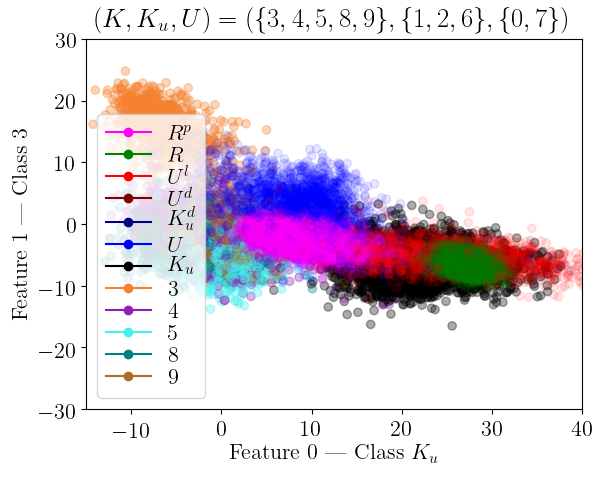 (K, K_u, U) = ({3, 4, 5, 8, 9}, {1, 2, 6}, {0, 7})
30
20
10
0
−10
−20
−30
Feature 1 — Class 3
R^p
R
U^l
U^d
K_u^d
U
K_u
3
4
5
8
9
−10 0 10 20 30 40
Feature 0 — Class K_u